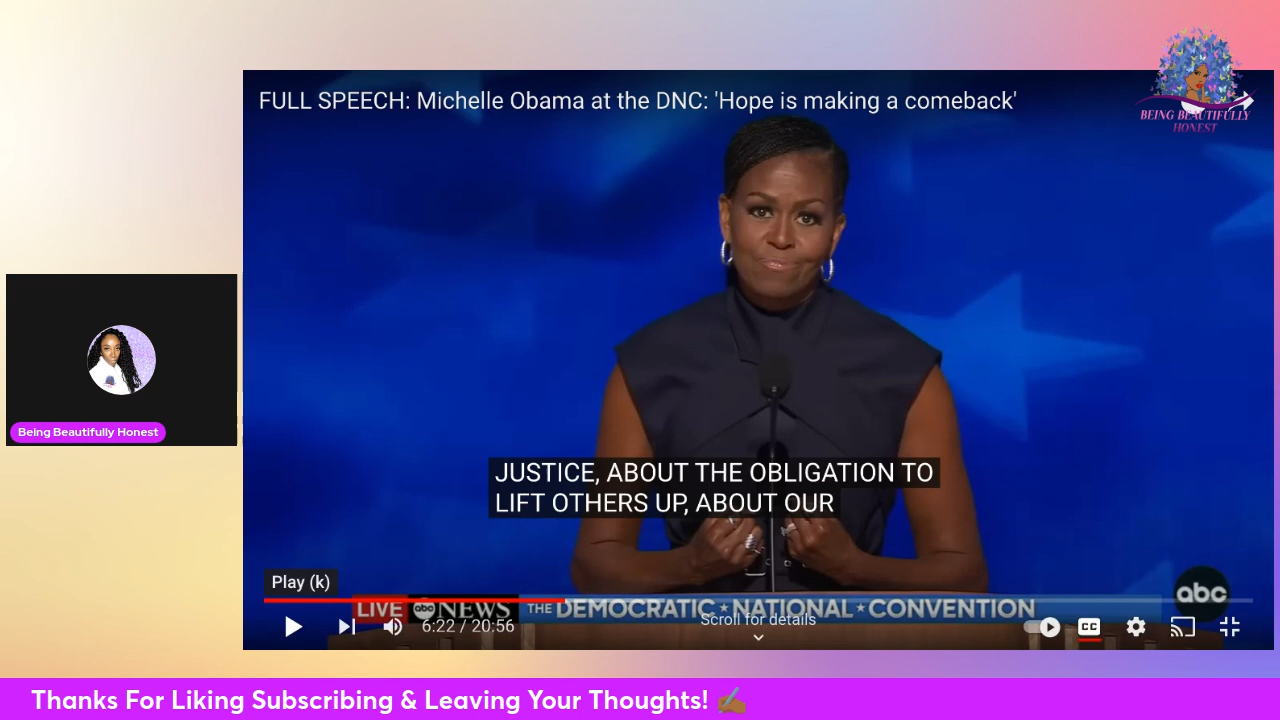 FULL SPEECH: Michelle Obama at the DNC: 'Hope is making a comeback'
BEING BEAUTIFULLY
HONEST
Being Beautifully Honest
JUSTICE, ABOUT THE OBLIGATION TO
LIFT OTHERS UP, ABOUT OUR
Play (k)
abc
LIVE abc NEWS THE DEMOCRATIC ★ NATIONAL ★ CONVENTION
6:22 / 20:56
Scroll for details
CC
Thanks For Liking Subscribing & Leaving Your Thoughts! ✍🏾